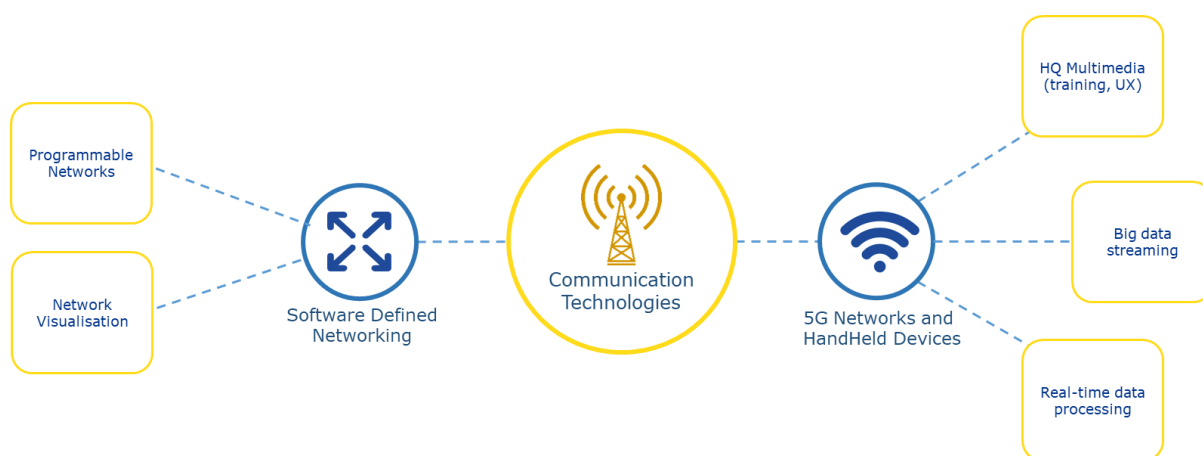 Programmable
Networks
Network
Visualisation
Software Defined
Networking
Communication
Technologies
5G Networks and
HandHeld Devices
HQ Multimedia
(training, UX)
Big data
streaming
Real-time data
processing